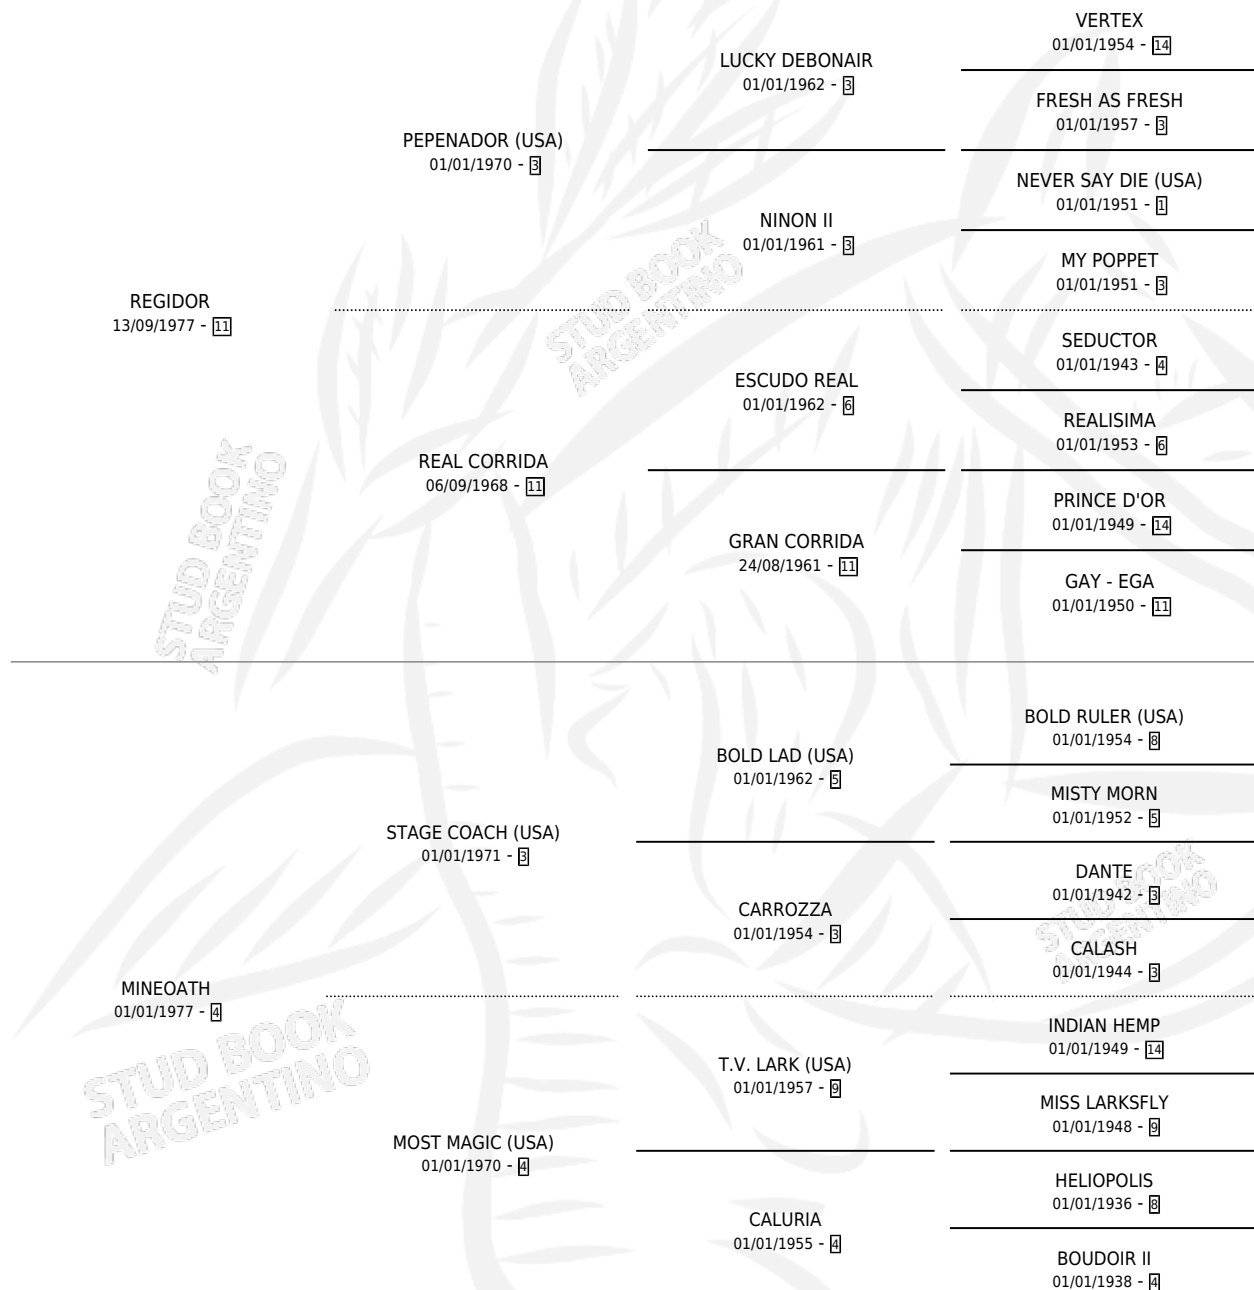 VERTEX
01/01/1954 - 14
LUCKY DEBONAIR
01/01/1962 - 3
FRESH AS FRESH
01/01/1957 - 3
PEPENADOR (USA)
01/01/1970 - 3
NEVER SAY DIE (USA)
01/01/1951 - 1
NINON II
01/01/1961 - 3
MY POPPET
01/01/1951 - 3
REGIDOR
13/09/1977 - 11
SEDUCTOR
01/01/1943 - 4
ESCUDO REAL
01/01/1962 - 6
REALISIMA
01/01/1953 - 6
REAL CORRIDA
06/09/1968 - 11
PRINCE D'OR
01/01/1949 - 14
GRAN CORRIDA
24/08/1961 - 11
GAY - EGA
01/01/1950 - 11
BOLD RULER (USA)
01/01/1954 - 8
BOLD LAD (USA)
01/01/1962 - 5
MISTY MORN
01/01/1952 - 5
STAGE COACH (USA)
01/01/1971 - 3
DANTE
01/01/1942 - 3
CARROZZA
01/01/1954 - 3
CALASH
01/01/1944 - 3
MINEOATH
01/01/1977 - 4
INDIAN HEMP
01/01/1949 - 14
T.V. LARK (USA)
01/01/1957 - 9
MISS LARKSFLY
01/01/1948 - 9
MOST MAGIC (USA)
01/01/1970 - 4
HELIOPOLIS
01/01/1936 - 8
CALURIA
01/01/1955 - 4
BOUDOIR II
01/01/1938 - 4
STUD BOOK
ARGENTINO
STUD BOOK
ARGENTINO
STUD BOOK
ARGENTINO
STUD BOOK
ARGENTINO